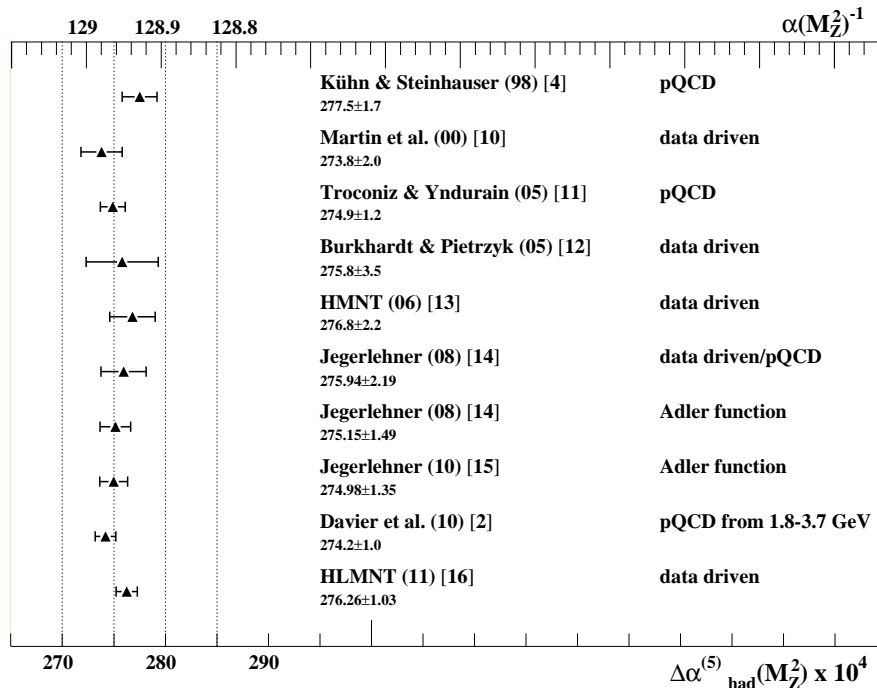 129 128.9 128.8 α(M_Z^2)^-1
Kühn & Steinhauser (98) [4] pQCD
277.5±1.7
Martin et al. (00) [10] data driven
273.8±2.0
Troconiz & Yndurain (05) [11] pQCD
274.9±1.2
Burkhardt & Pietrzyk (05) [12] data driven
275.8±3.5
HMNT (06) [13] data driven
276.8±2.2
Jegerlehner (08) [14] data driven/pQCD
275.94±2.19
Jegerlehner (08) [14] Adler function
275.15±1.49
Jegerlehner (10) [15] Adler function
274.98±1.35
Davier et al. (10) [2] pQCD from 1.8-3.7 GeV
274.2±1.0
HLMNT (11) [16] data driven
276.26±1.03
270 280 290
Δα^(5)_had(M_Z^2) x 10^4